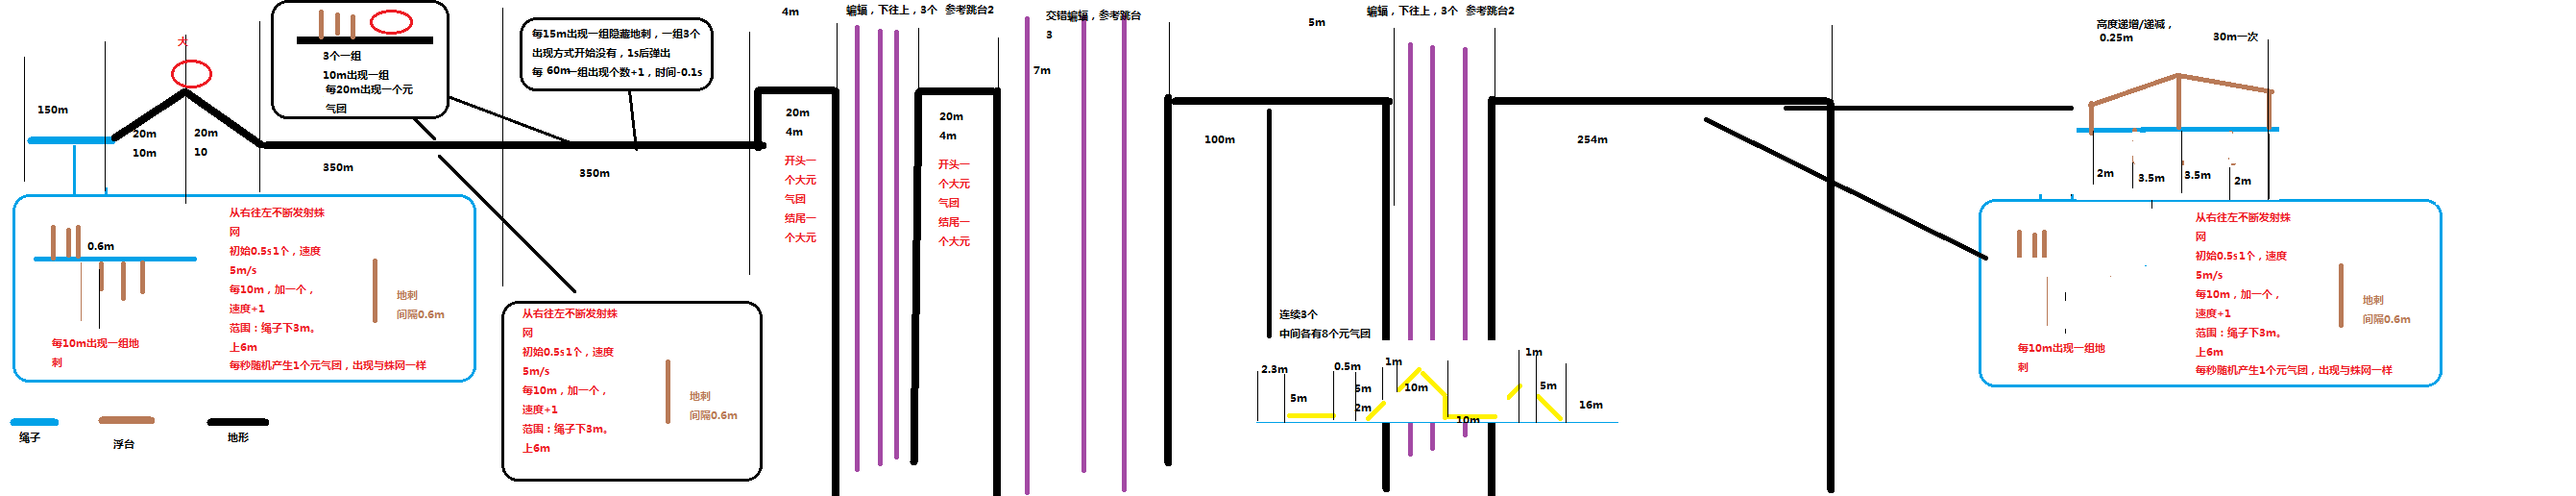 大
150m
20m
10m
20m
10
350m
3个一组
10m出现一组
每20m出现一个元
气团
每15m出现一组隐藏地刺，一组3个
出现方式开始没有，1s后弹出
每 60m一组出现个数+1，时间-0.1s
350m
4m
蝙蝠，下往上，3个 参考跳台2
20m
4m
开头一
个大元
气团
结尾一
个大元
20m
4m
开头一
个大元
气团
结尾一
个大元
交错蝙蝠，参考跳台
3
7m
5m
蝙蝠，下往上，3个 参考跳台2
100m
254m
高度递增/递减，
0.25m
30m一次
2m
3.5m
3.5m
2m
0.6m
每10m出现一组地
刺
从右往左不断发射蛛
网
初始0.5s1个，速度
5m/s
每10m，加一个，
速度+1
范围：绳子下3m。
上6m
每秒随机产生1个元气团，出现与蛛网一样
地刺
间隔0.6m
绳子
浮台
地形
从右往左不断发射蛛
网
初始0.5s1个，速度
5m/s
每10m，加一个，
速度+1
范围：绳子下3m。
上6m
地刺
间隔0.6m
连续3个
中间各有8个元气团
2.3m
5m
0.5m
5m
2m
1m
10m
10m
1m
5m
16m
每10m出现一组地
刺
从右往左不断发射蛛
网
初始0.5s1个，速度
5m/s
每10m，加一个，
速度+1
范围：绳子下3m。
上6m
每秒随机产生1个元气团，出现与蛛网一样
地刺
间隔0.6m